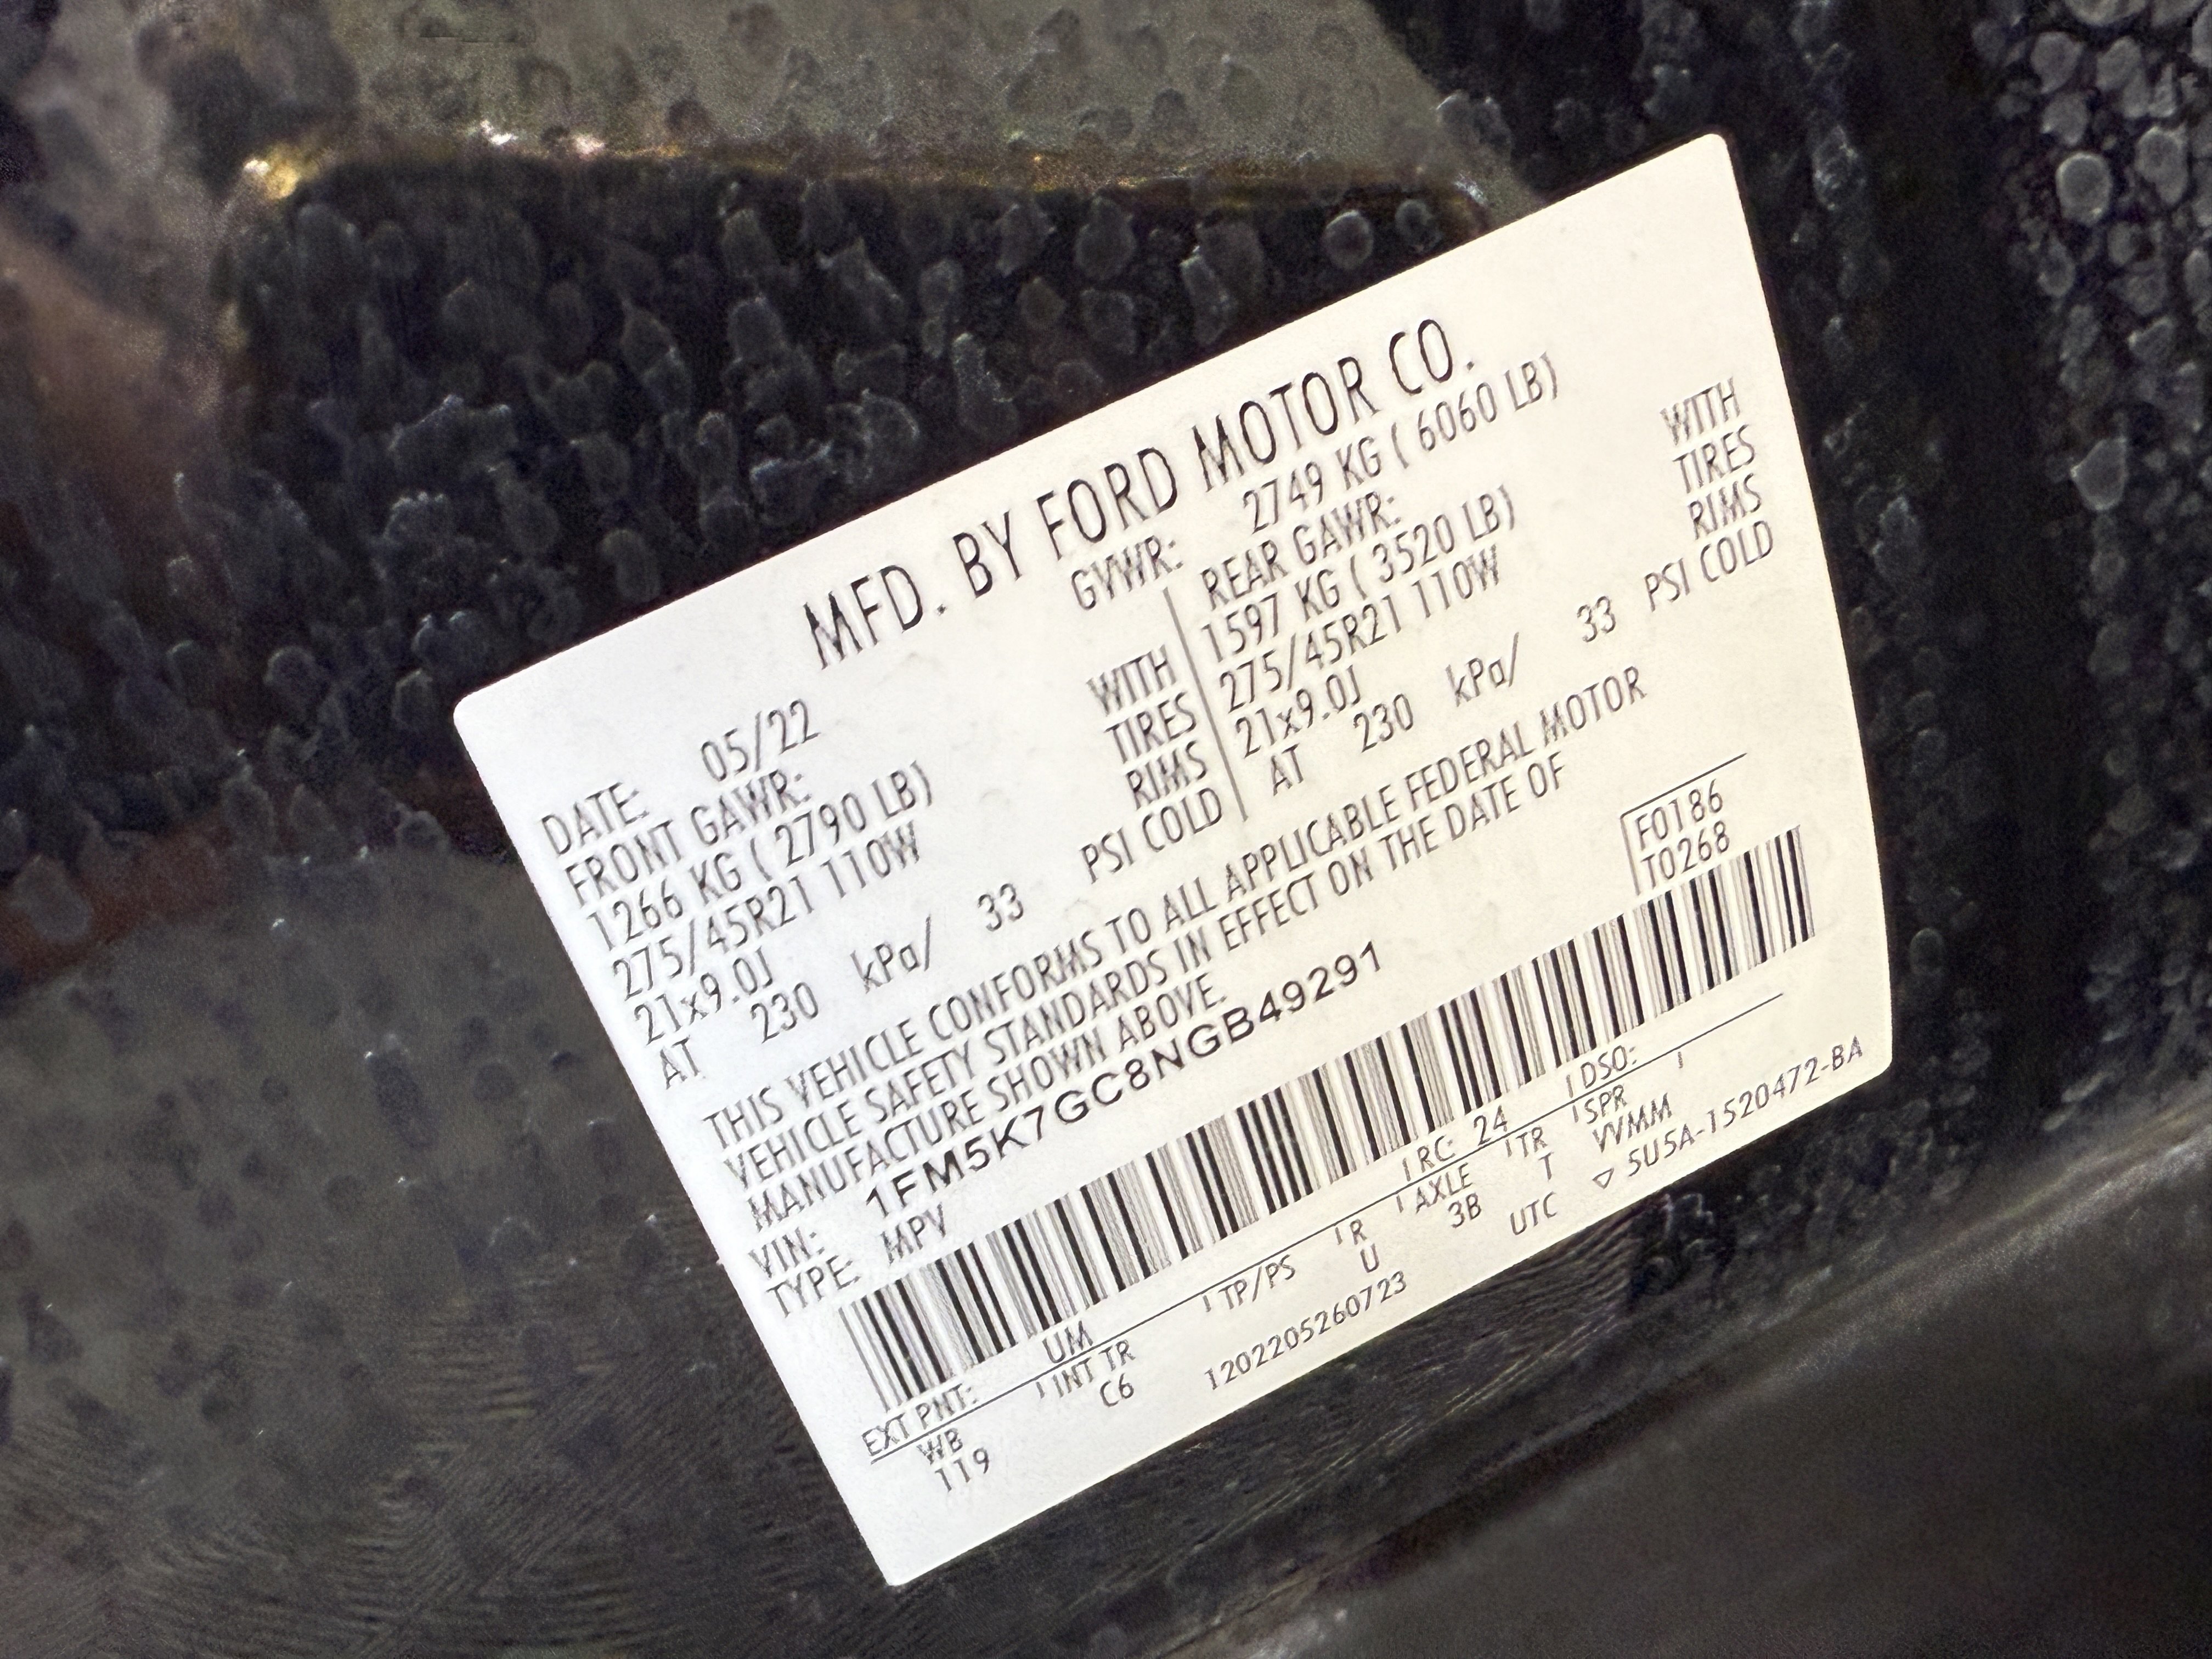 MFD. BY FORD MOTOR CO.
DATE: 05/22 GVWR: 2749 KG ( 6060 LB)
FRONT GAWR: REAR GAWR:
1266 KG ( 2790 LB) WITH 1597 KG ( 3520 LB) WITH
275/45R21 110W TIRES 275/45R21 110W TIRES
21x9.0J RIMS 21x9.0J RIMS
AT 230 kPa/ 33 PSI COLD AT 230 kPa/ 33 PSI COLD
THIS VEHICLE CONFORMS TO ALL APPLICABLE FEDERAL MOTOR
VEHICLE SAFETY STANDARDS IN EFFECT ON THE DATE OF
MANUFACTURE SHOWN ABOVE.
VIN: 1FM5K7GC8NGB49291
TYPE: MPV
F0186
T0268
EXT PNT: UM RC: 24 DSO:
WB INT TR TP/PS R AXLE TR SPR
119 C6 U 3B T VVMM
1202205260723 UTC ▽ 5U5A-1520472-BA